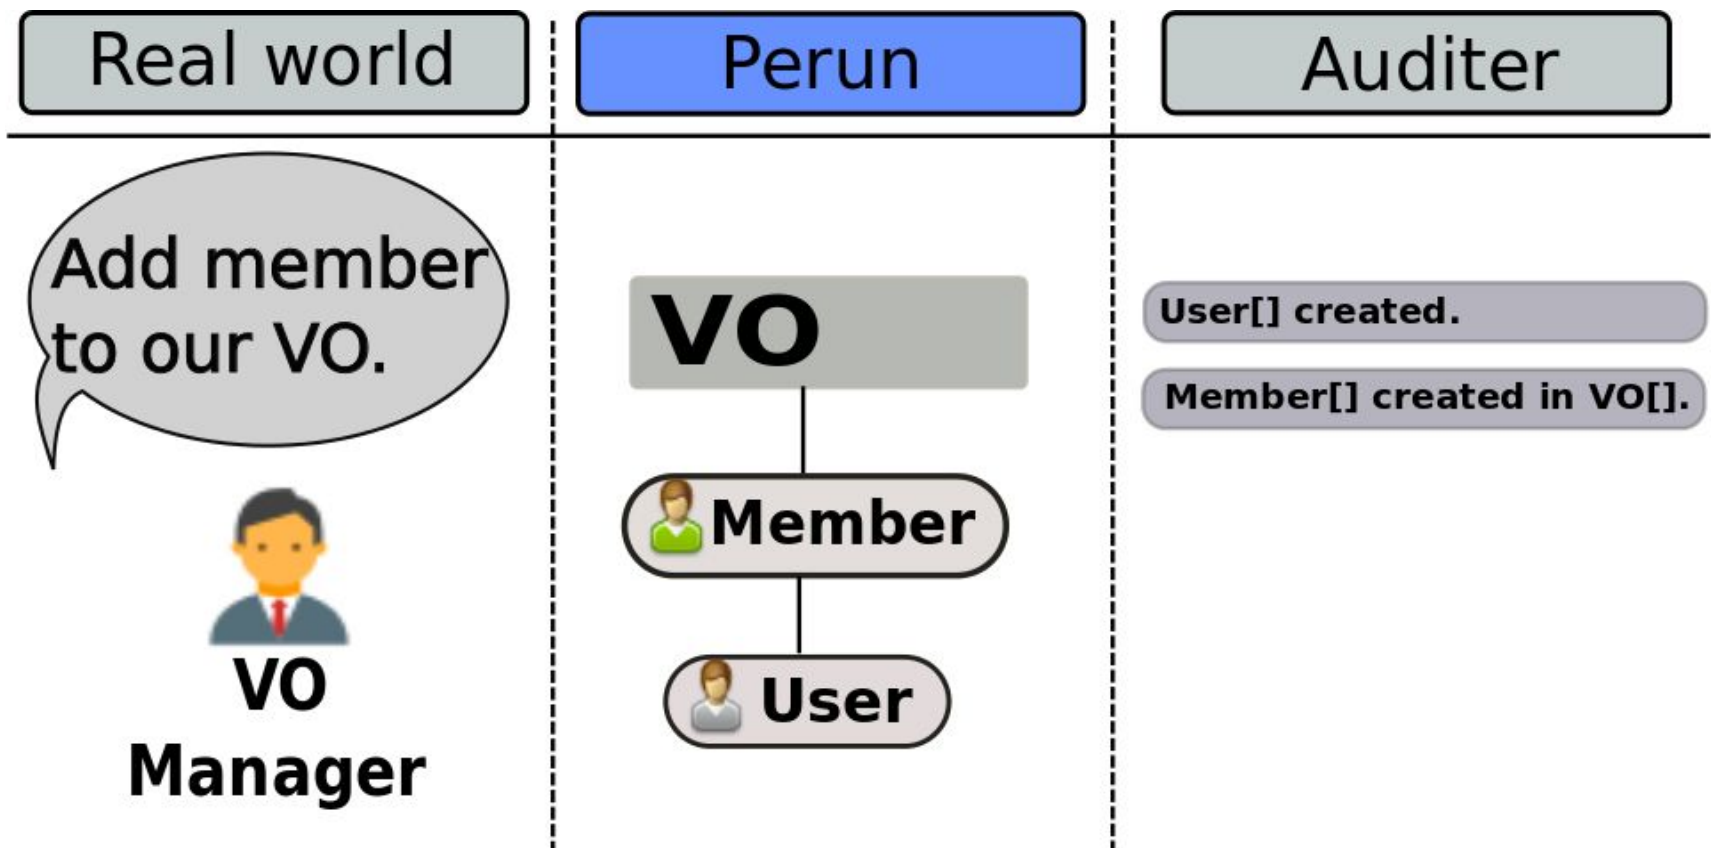 Real world
Perun
Auditer
Add member
to our VO.
VO
Manager
VO
Member
User
User[] created.
Member[] created in VO[].